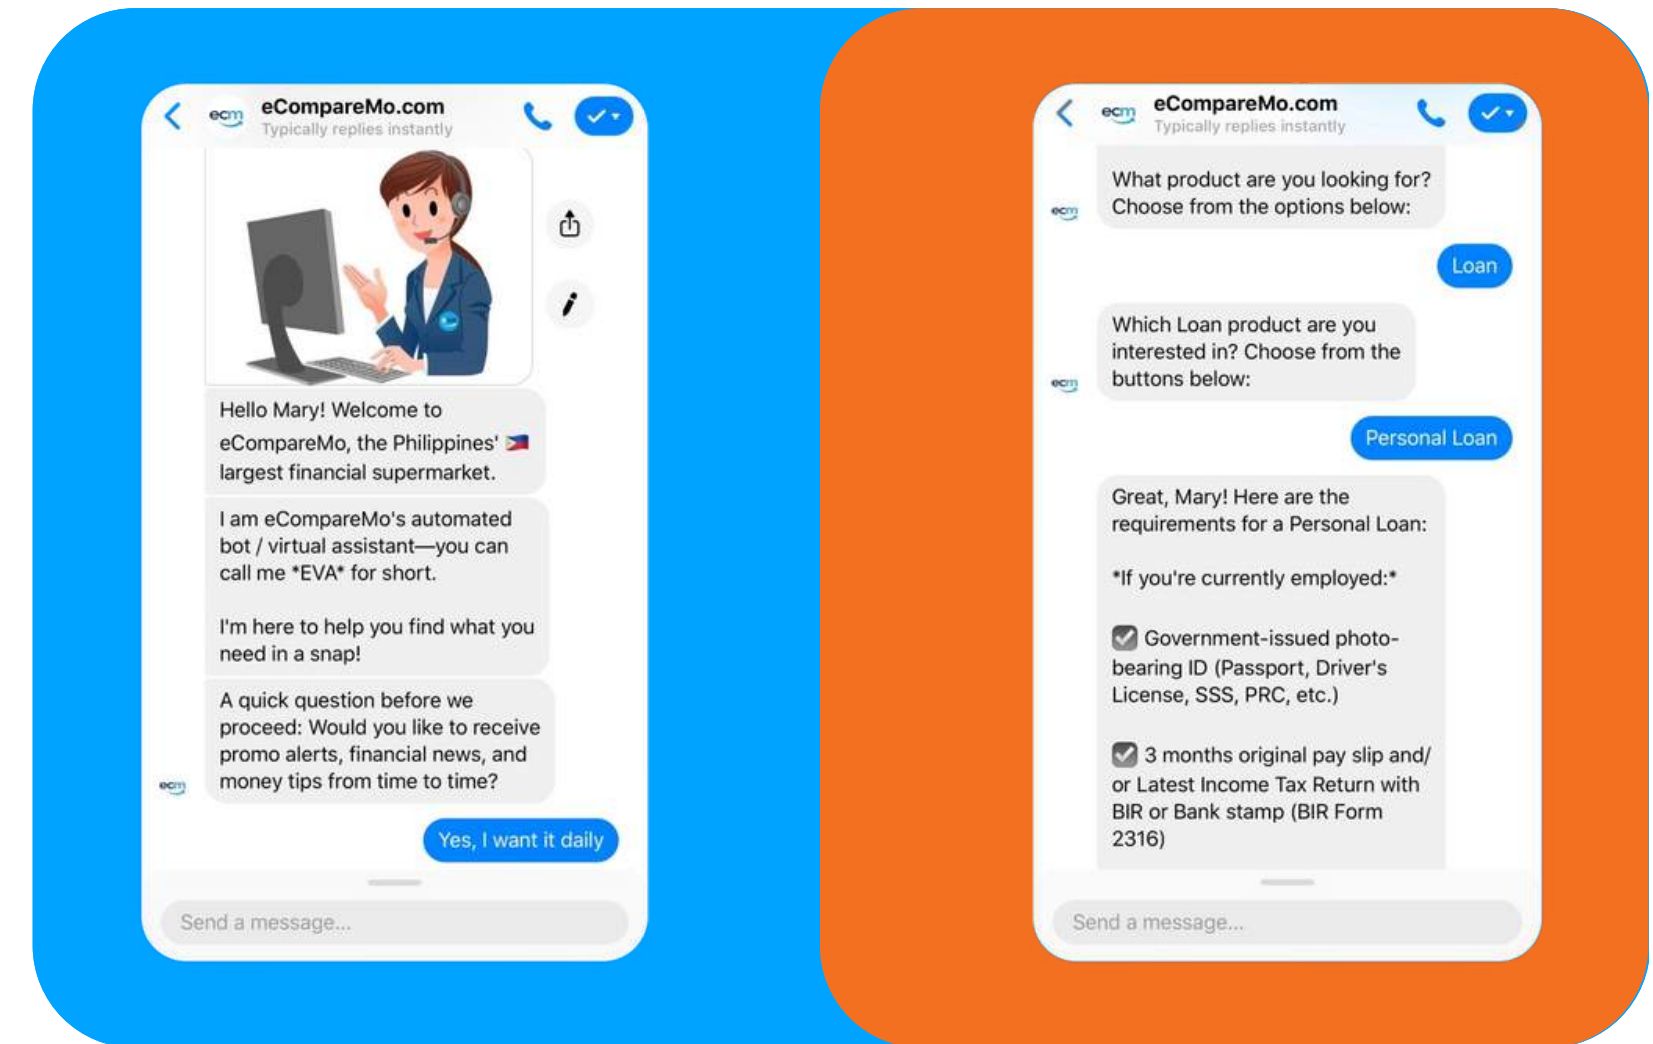 ecm
eCompareMo.com
Typically replies instantly
Hello Mary! Welcome to
eCompareMo, the Philippines' 🇵🇭
largest financial supermarket.
I am eCompareMo's automated
bot / virtual assistant—you can
call me *EVA* for short.
I'm here to help you find what you
need in a snap!
A quick question before we
proceed: Would you like to receive
promo alerts, financial news, and
money tips from time to time?
ecm
Yes, I want it daily
Send a message...
ecm
eCompareMo.com
Typically replies instantly
What product are you looking for?
Choose from the options below:
ecm
Loan
Which Loan product are you
interested in? Choose from the
buttons below:
ecm
Personal Loan
Great, Mary! Here are the
requirements for a Personal Loan:
*If you're currently employed:*
☑ Government-issued photo-
bearing ID (Passport, Driver's
License, SSS, PRC, etc.)
☑ 3 months original pay slip and/
or Latest Income Tax Return with
BIR or Bank stamp (BIR Form
2316)
Send a message...